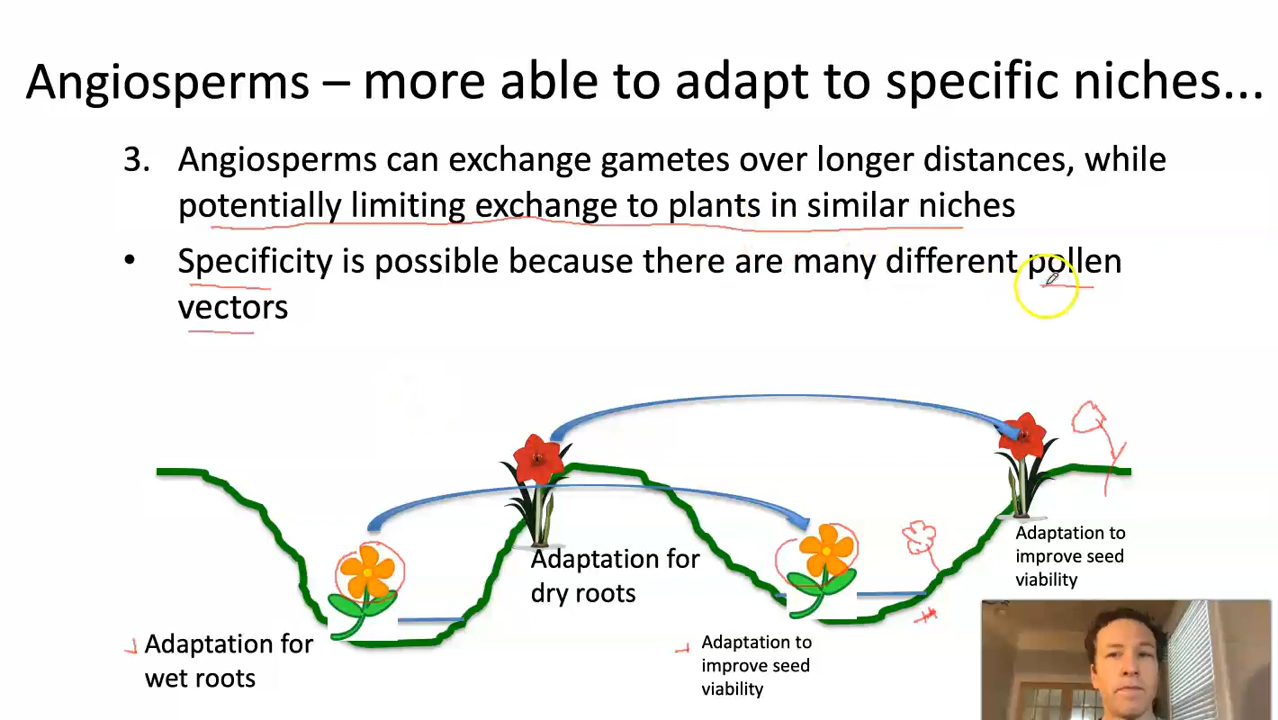 Angiosperms – more able to adapt to specific niches...
3. Angiosperms can exchange gametes over longer distances, while
potentially limiting exchange to plants in similar niches
• Specificity is possible because there are many different pollen
vectors
Adaptation for
dry roots
Adaptation to
improve seed
viability
Adaptation for
wet roots
Adaptation to
improve seed
viability